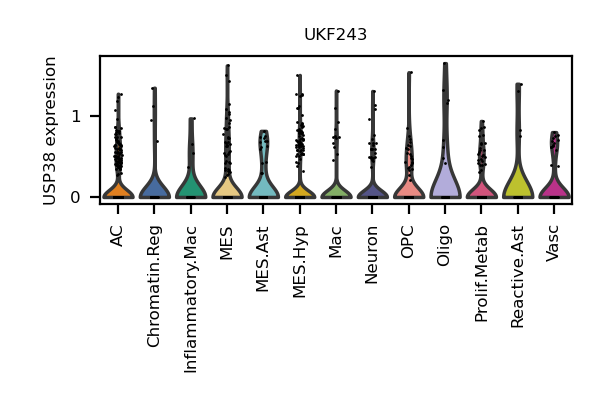 UKF243
USP38 expression
1
0
AC
Chromatin.Reg
Inflammatory.Mac
MES
MES.Ast
MES.Hyp
Mac
Neuron
OPC
Oligo
Prolif.Metab
Reactive.Ast
Vasc